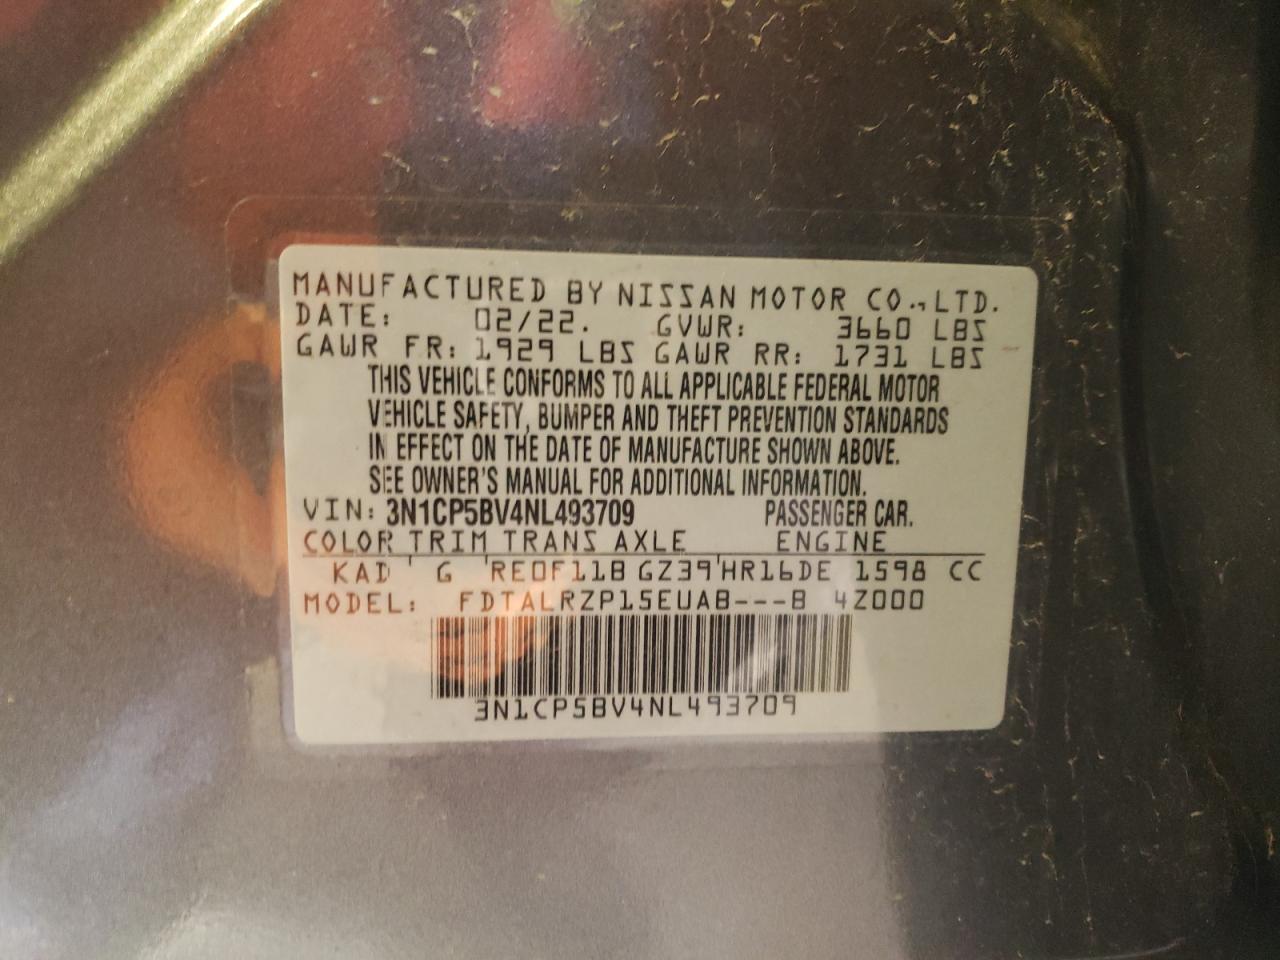 MANUFACTURED BY NISSAN MOTOR CO., LTD.
DATE: 02/22. GVWR: 3660 LBS
GAWR FR: 1929 LBS GAWR RR: 1731 LBS
THIS VEHICLE CONFORMS TO ALL APPLICABLE FEDERAL MOTOR
VEHICLE SAFETY, BUMPER AND THEFT PREVENTION STANDARDS
IN EFFECT ON THE DATE OF MANUFACTURE SHOWN ABOVE.
SEE OWNER'S MANUAL FOR ADDITIONAL INFORMATION.
VIN: 3N1CP5BV4NL493709 PASSENGER CAR.
COLOR TRIM TRANS AXLE ENGINE
KAD G RE0F11B GZ39 HR16DE 1598 CC
MODEL: FDTALRZP15EUAB---B 4Z000
3N1CP5BV4NL493709